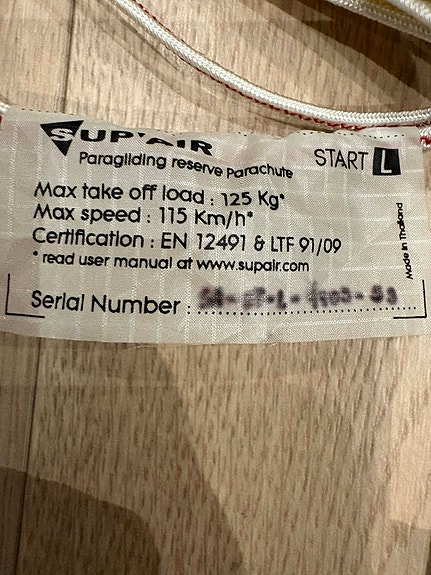 SUP'AIR
Paragliding reserve Parachute
START L
Max take off load : 125 Kg*
Max speed : 115 Km/h*
Certification : EN 12491 & LTF 91/09
* read user manual at www.supair.com
Made in Thailand
Serial Number :